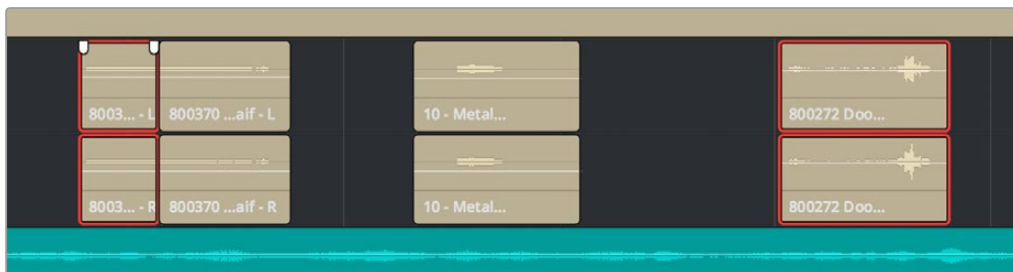 8003... - L
800370 ...aif - L
10 - Metal...
800272 Doo...
8003... - R
800370 ...aif - R
10 - Metal...
800272 Doo...